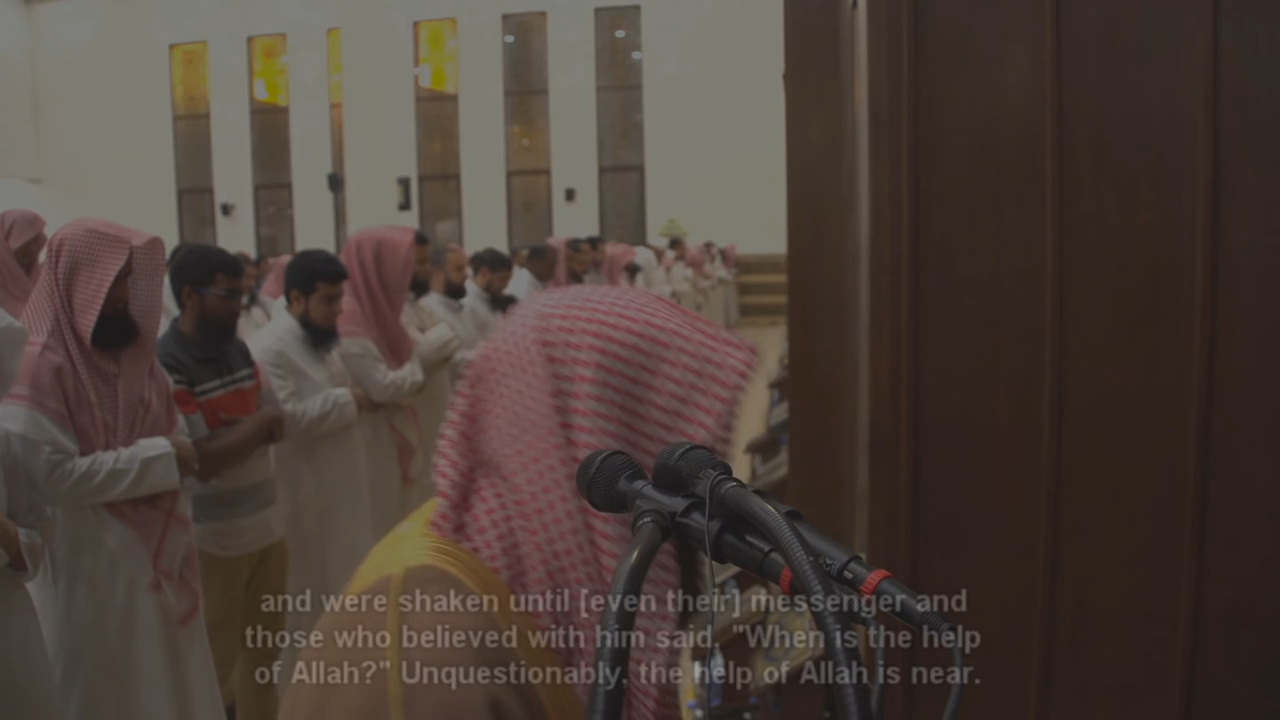 and were shaken until [even their] messenger and
those who believed with him said, "When is the help
of Allah?" Unquestionably, the help of Allah is near.